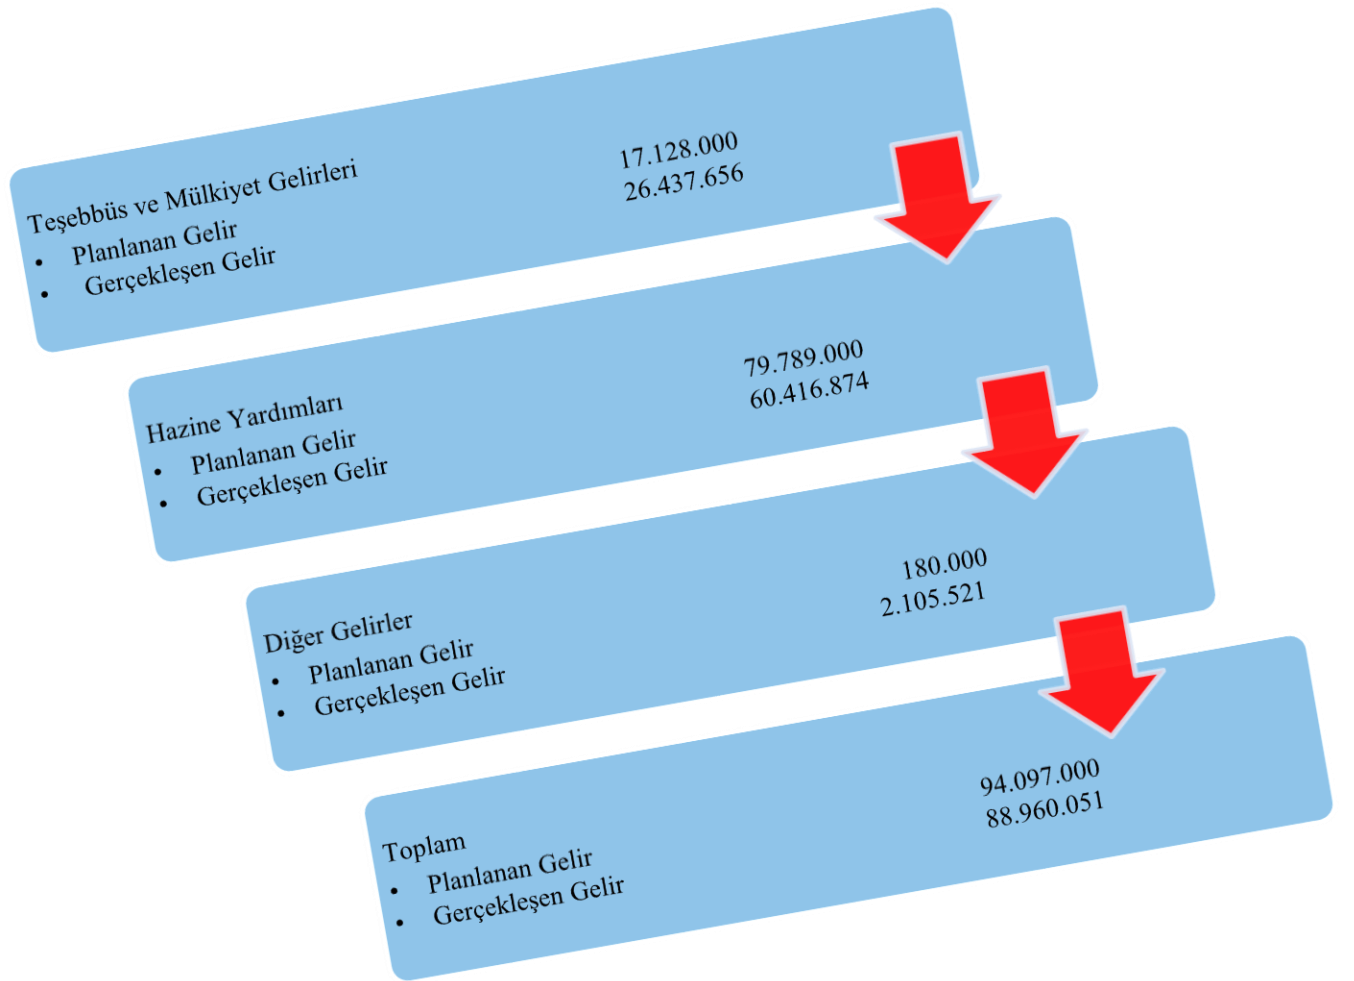 Teşebbüs ve Mülkiyet Gelirleri
• Planlanan Gelir 17.128.000
• Gerçekleşen Gelir 26.437.656
Hazine Yardımları
• Planlanan Gelir 79.789.000
• Gerçekleşen Gelir 60.416.874
Diğer Gelirler
• Planlanan Gelir 180.000
• Gerçekleşen Gelir 2.105.521
Toplam
• Planlanan Gelir 94.097.000
• Gerçekleşen Gelir 88.960.051